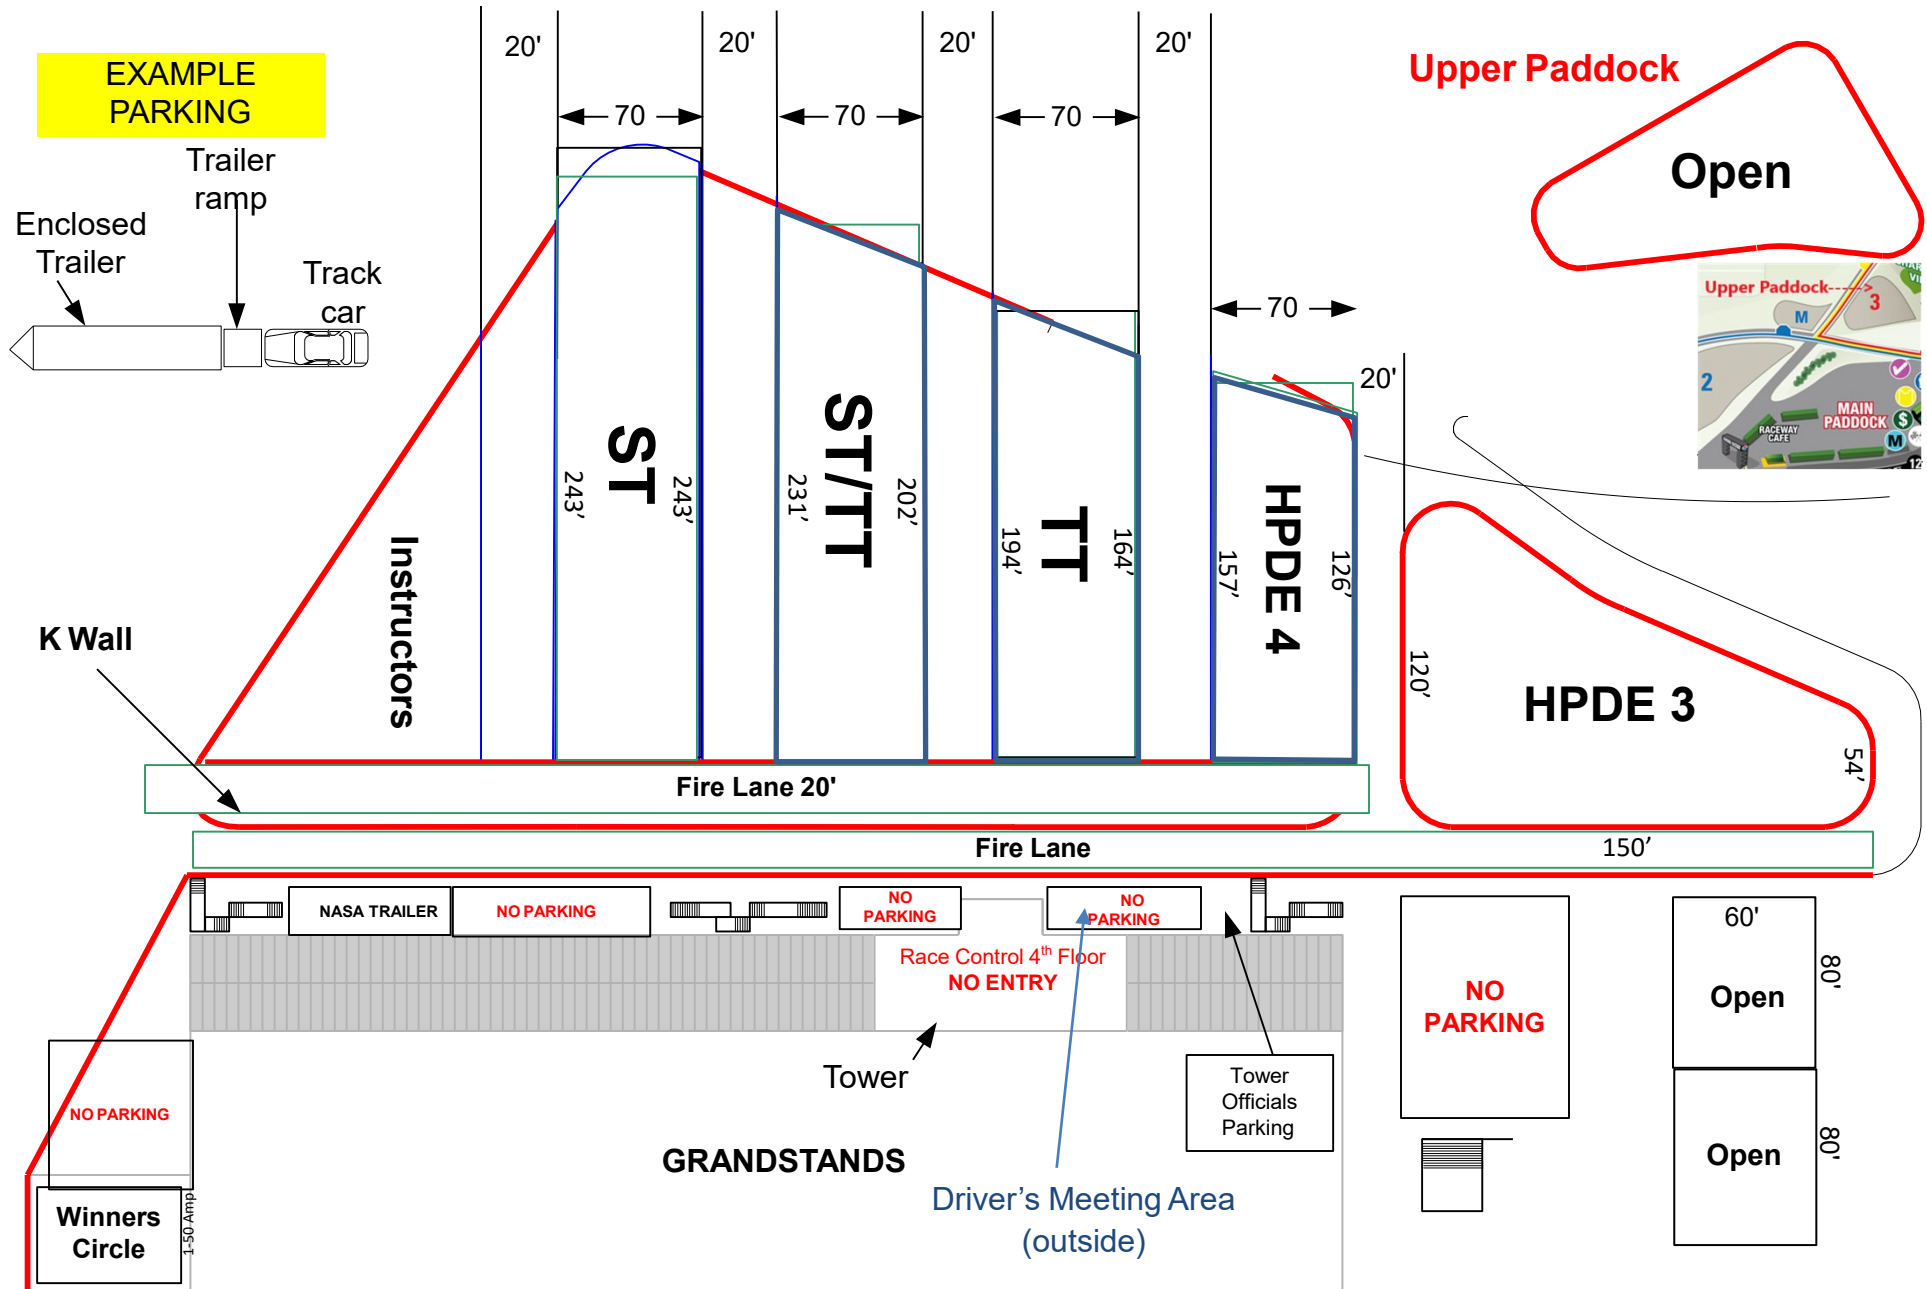 20'
20'
20'
20'
Upper Paddock
EXAMPLE
PARKING
70
70
70
Trailer
ramp
Open
Enclosed
Trailer
Track
car
Upper Paddock---->
3
M
70
20'
2
MAIN
PADDOCK
RACEWAY
CAFE
$
M
ST
243’
243’
ST/TT
231’
202’
TT
194’
164’
HPDE 4
157’
126’
Instructors
K Wall
120’
HPDE 3
54’
Fire Lane 20'
Fire Lane
150’
NASA TRAILER
NO PARKING
NO
PARKING
NO
PARKING
Race Control 4th Floor
NO ENTRY
60'
80'
Open
NO
PARKING
Tower
Tower
Officials
Parking
NO PARKING
GRANDSTANDS
Open
80'
Driver’s Meeting Area
(outside)
Winners
Circle
1-50 Amp